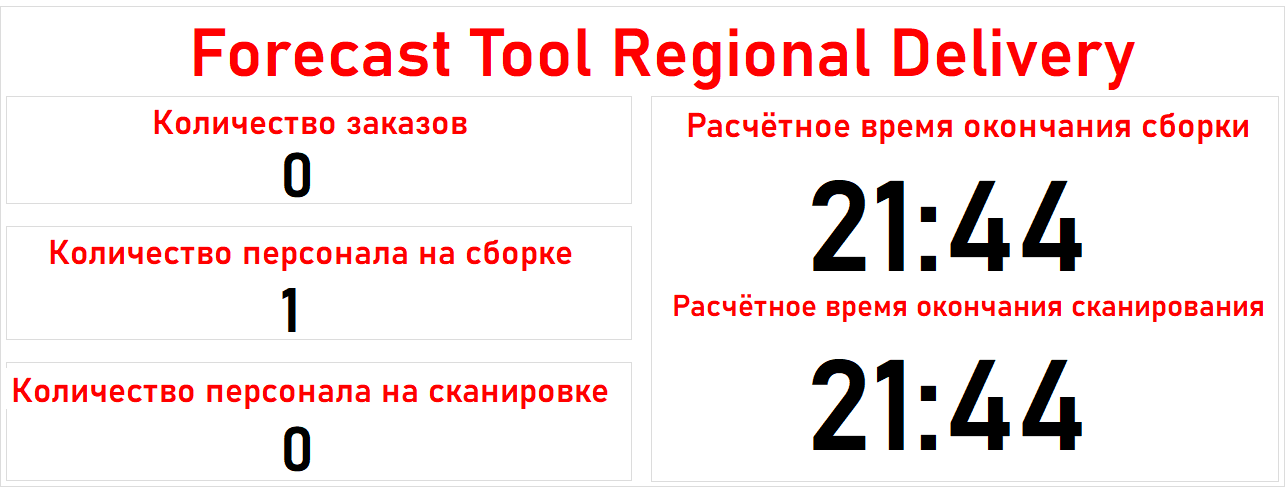 Forecast Tool Regional Delivery
Количество заказов
0
Количество персонала на сборке
1
Количество персонала на сканировке
0
Расчётное время окончания сборки
21:44
Расчётное время окончания сканирования
21:44